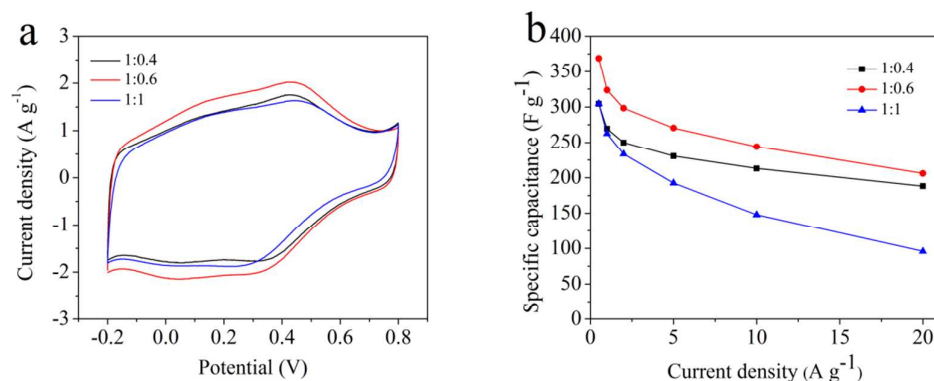 a
3
2
1
0
-1
-2
-3
-0.2 0.0 0.2 0.4 0.6 0.8
Current density (A g⁻¹)
Potential (V)
1:0.4
1:0.6
1:1
b
400
375
350
300
250
200
150
100
50
0
0 5 10 15 20
Specific capacitance (F g⁻¹)
Current density (A g⁻¹)
1:0.4
1:0.6
1:1